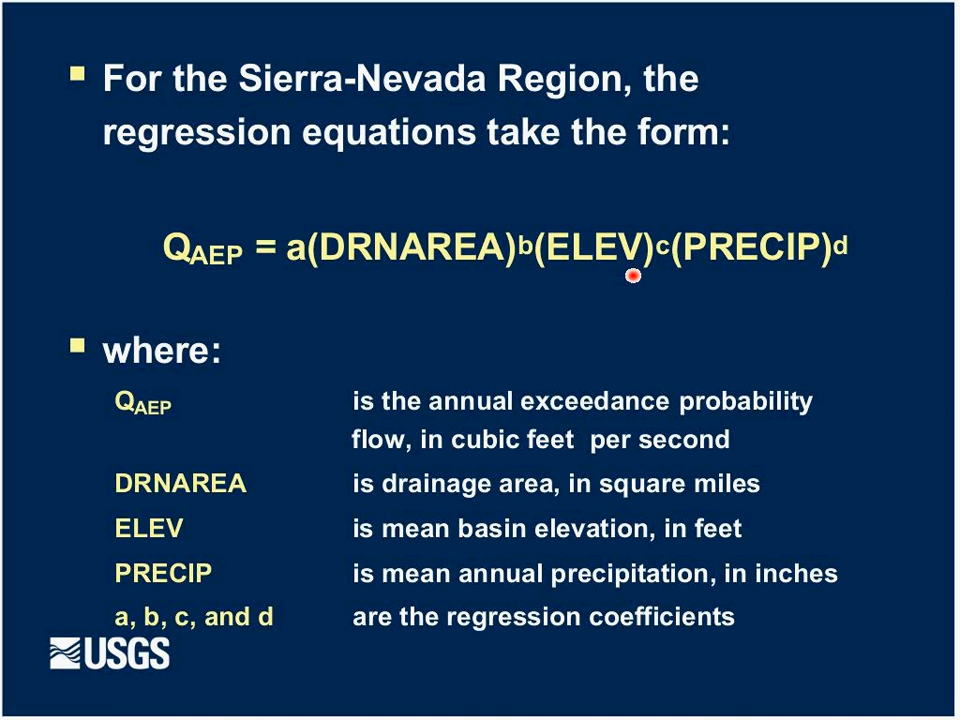 ▪ For the Sierra-Nevada Region, the
regression equations take the form:
Q_AEP = a(DRNAREA)^b(ELEV)^c(PRECIP)^d
▪ where:
Q_AEP is the annual exceedance probability
flow, in cubic feet per second
DRNAREA is drainage area, in square miles
ELEV is mean basin elevation, in feet
PRECIP is mean annual precipitation, in inches
a, b, c, and d are the regression coefficients
USGS